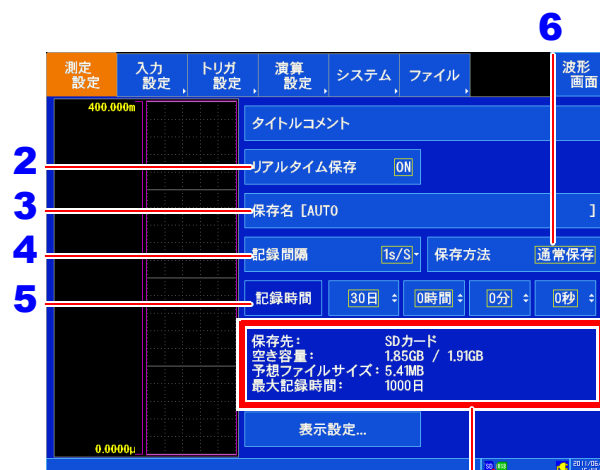 6
測定 設定 入力 設定 トリガ 設定 演算 設定 システム ファイル 波形 画面
400.000m
タイトルコメント
2 リアルタイム保存 ON
3 保存名 [AUTO ]
4 記録間隔 1s/S 保存方法 通常保存
5 記録時間 30日 0時間 0分 0秒
保存先: SDカード
空き容量: 1.85GB / 1.91GB
予想ファイルサイズ: 5.41MB
最大記録時間: 1000日
表示設定...
0.0000μ
SD